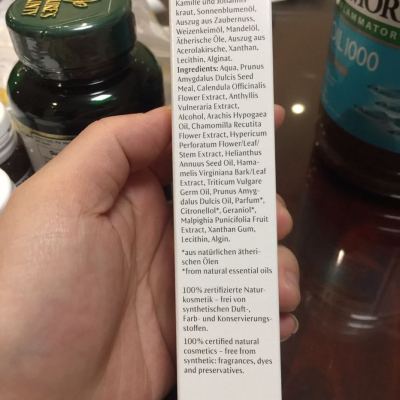 Kamille und Johannis-
kraut, Sonnenblumenöl,
Auszug aus Zaubernuss,
Weizenkeimöl, Mandelöl,
Ätherische Öle, Auszug aus
Acerolakirsche, Xanthan,
Lecithin, Alginat.
Ingredients: Aqua, Prunus
Amygdalus Dulcis Seed
Meal, Calendula Officinalis
Flower Extract, Anthyllis
Vulneraria Extract,
Alcohol, Arachis Hypogaea
Oil, Chamomilla Recutita
Flower Extract, Hypericum
Perforatum Flower/Leaf/
Stem Extract, Helianthus
Annuus Seed Oil, Hama-
melis Virginiana Bark/Leaf
Extract, Triticum Vulgare
Germ Oil, Prunus Amyg-
dalus Dulcis Oil, Parfum*,
Citronellol*, Geraniol*,
Malpighia Punicifolia Fruit
Extract, Xanthan Gum,
Lecithin, Algin.
*aus natürlichen ätheri-
schen Ölen
*from natural essential oils
100% zertifizierte Natur-
kosmetik – frei von
synthetischen Duft-,
Farb- und Konservierungs-
stoffen.
100% certified natural
cosmetics – free from
synthetic: fragrances, dyes
and preservatives.
1000